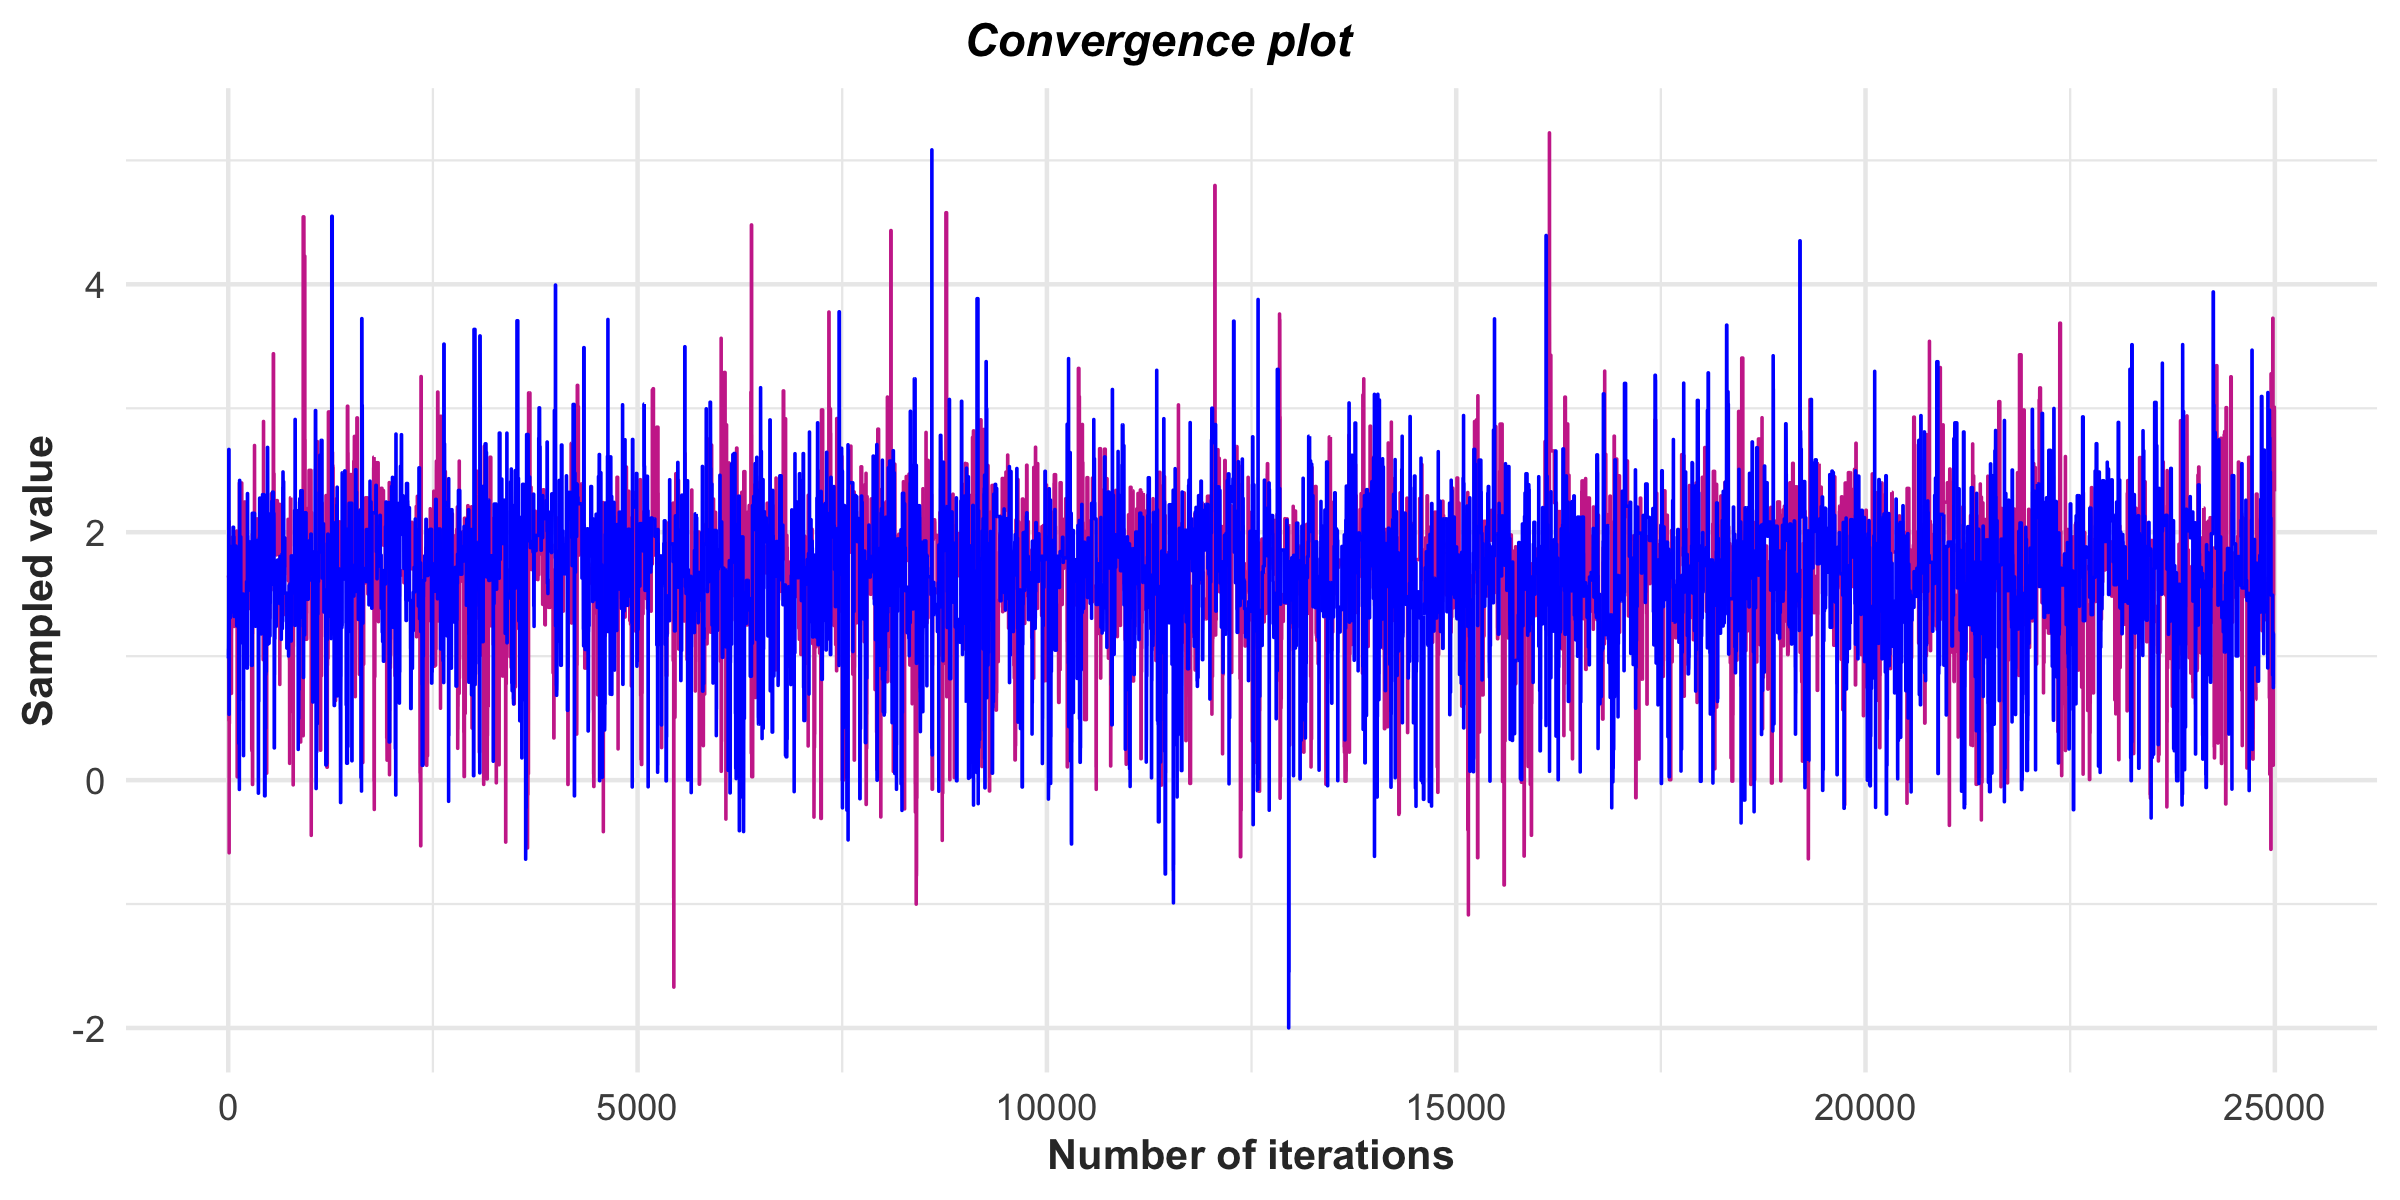 Convergence plot
Sampled value
4
2
0
-2
0 5000 10000 15000 20000 25000
Number of iterations